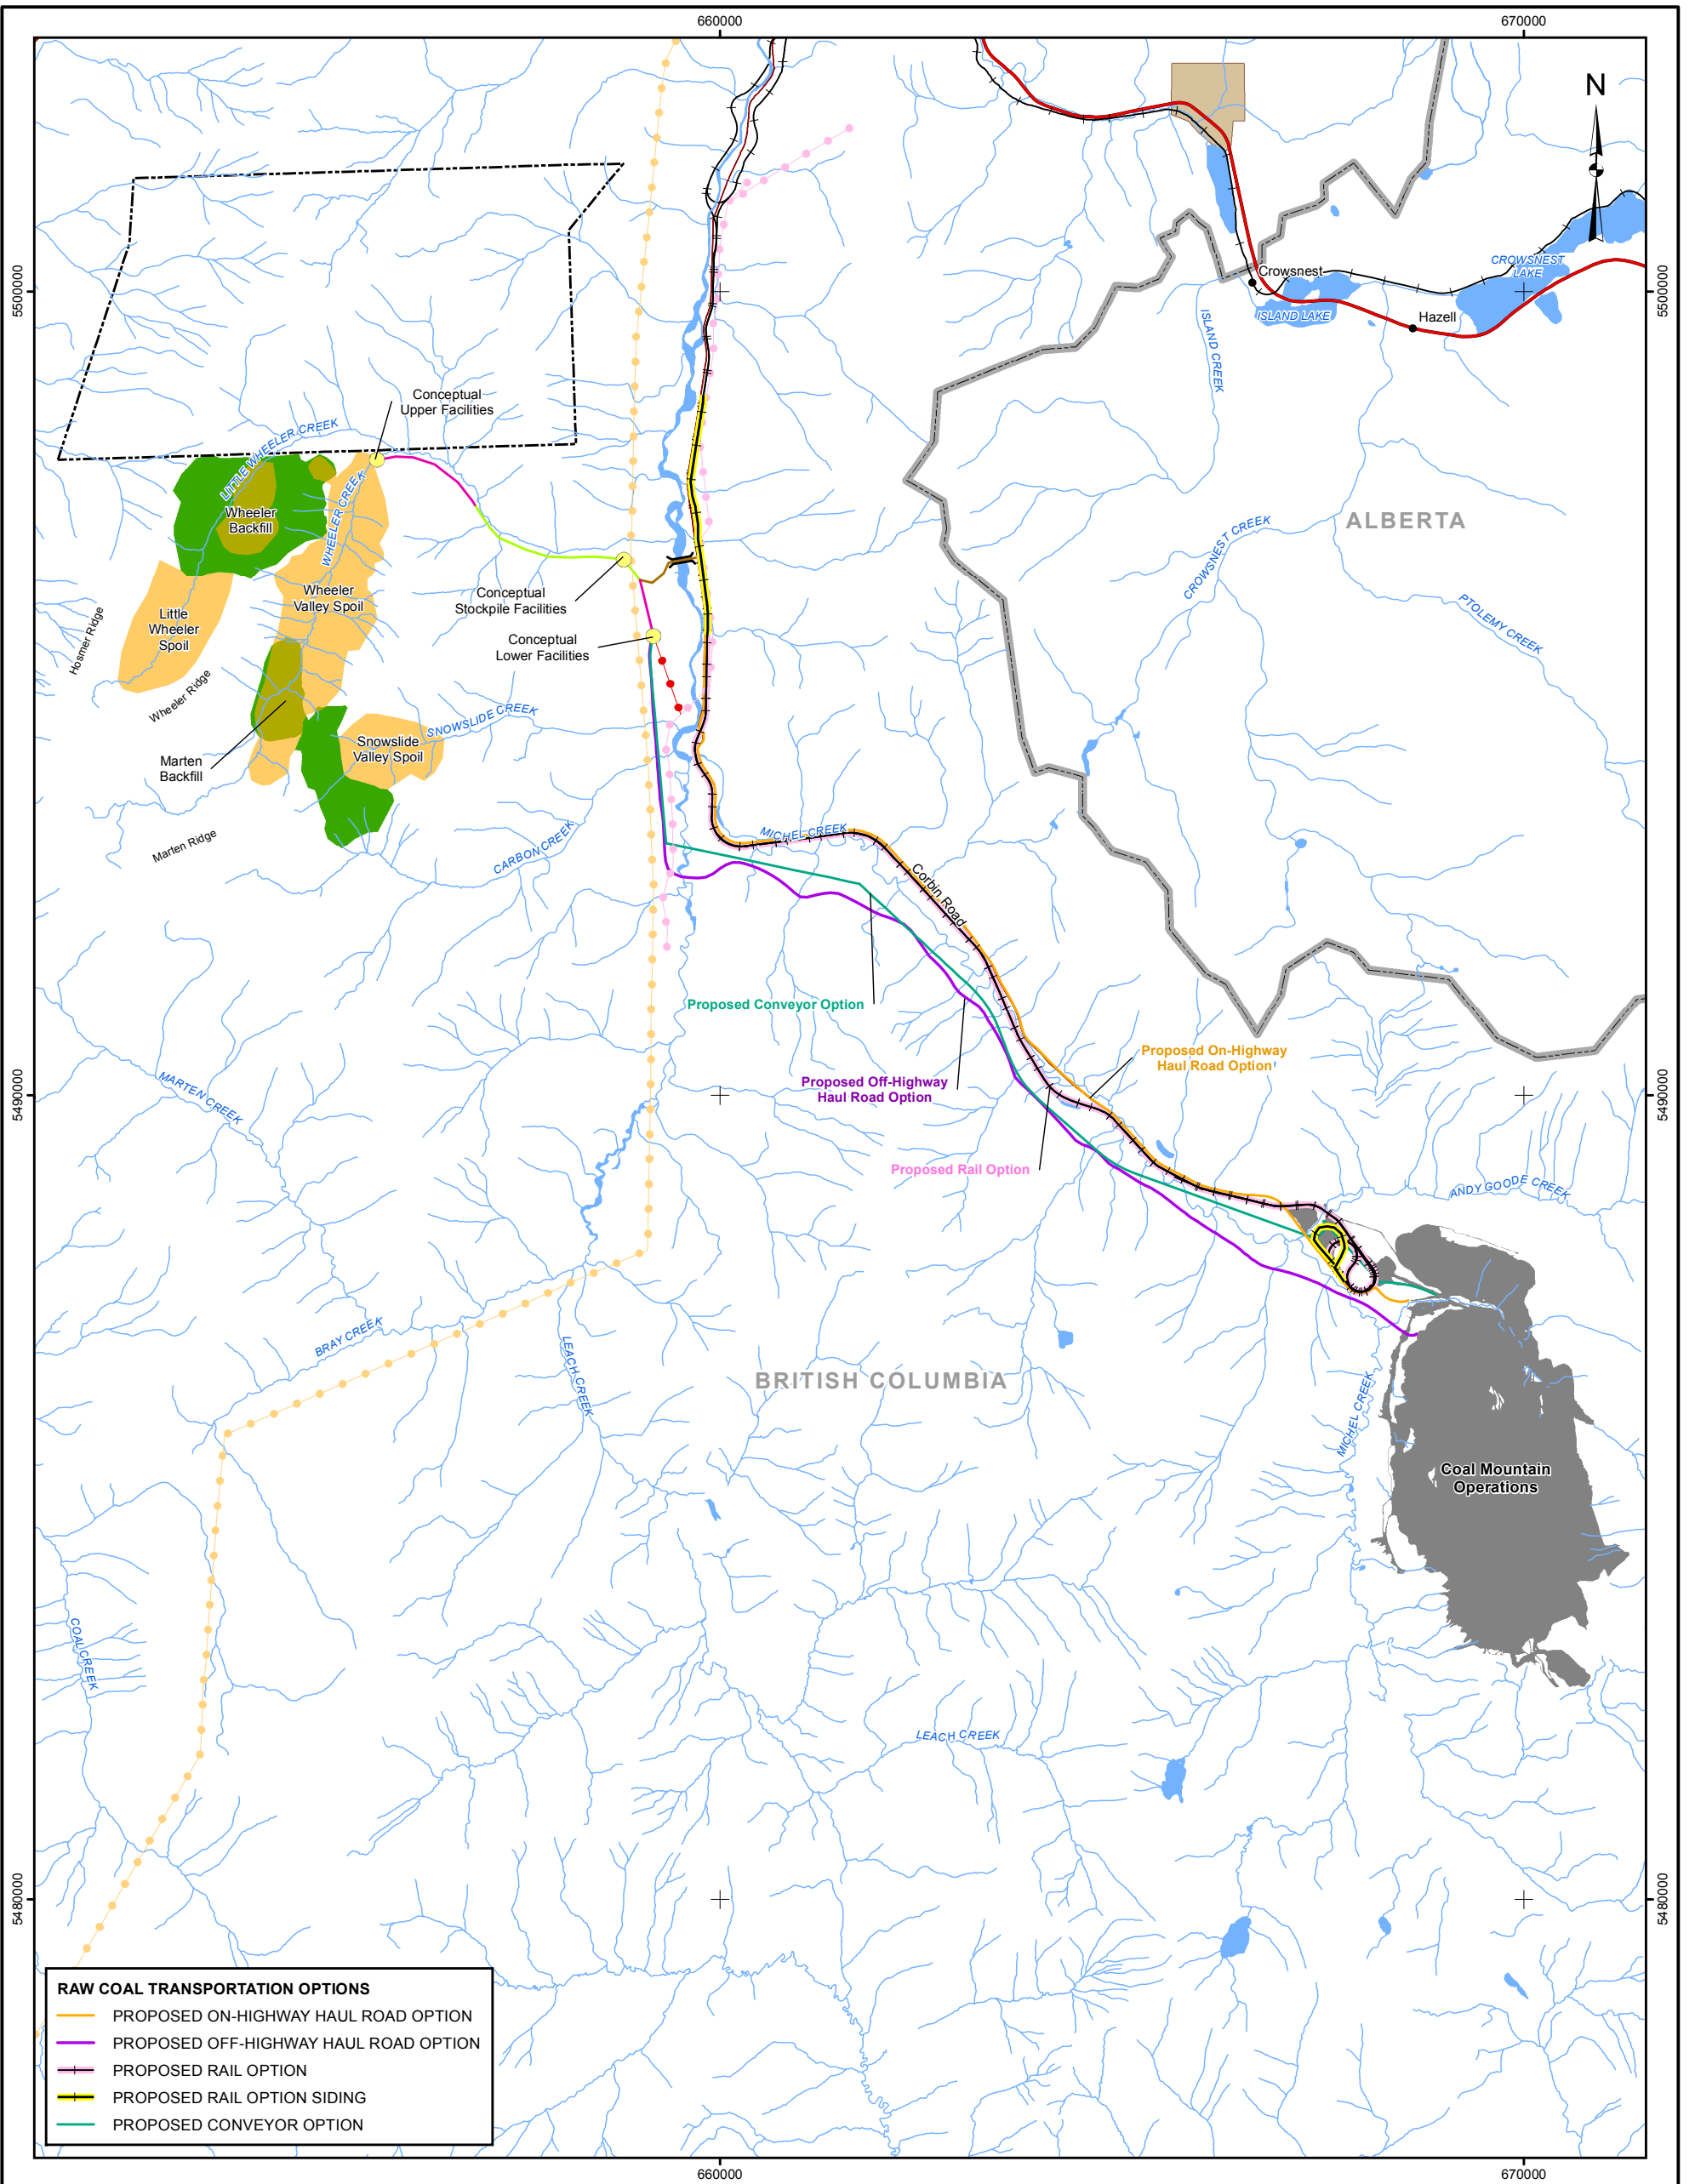 660000
670000
N
5500000
5500000
CROWSNEST
LAKE
Crowsnest
ISLAND LAKE
Hazell
ISLAND CREEK
Conceptual
Upper Facilities
LITTLE WHEELER CREEK
WHEELER CREEK
Wheeler
Backfill
ALBERTA
CROWSNEST CREEK
PTOLEMY CREEK
Conceptual
Stockpile Facilities
Wheeler
Valley Spoil
Little
Wheeler
Spoil
Hosmer Ridge
Conceptual
Lower Facilities
Wheeler Ridge
SNOWSLIDE CREEK
Snowslide
Valley Spoil
Marten
Backfill
Marten Ridge
CARBON CREEK
MICHEL CREEK
Corbin Road
Proposed Conveyor Option
Proposed On-Highway
Haul Road Option
Proposed Off-Highway
Haul Road Option
MARTEN CREEK
5490000
5490000
Proposed Rail Option
ANDY GOODE CREEK
BRAY CREEK
LEACH CREEK
BRITISH COLUMBIA
MICHEL CREEK
Coal Mountain
Operations
COAL CREEK
LEACH CREEK
5480000
5480000
RAW COAL TRANSPORTATION OPTIONS
PROPOSED ON-HIGHWAY HAUL ROAD OPTION
PROPOSED OFF-HIGHWAY HAUL ROAD OPTION
PROPOSED RAIL OPTION
PROPOSED RAIL OPTION SIDING
PROPOSED CONVEYOR OPTION
660000
670000